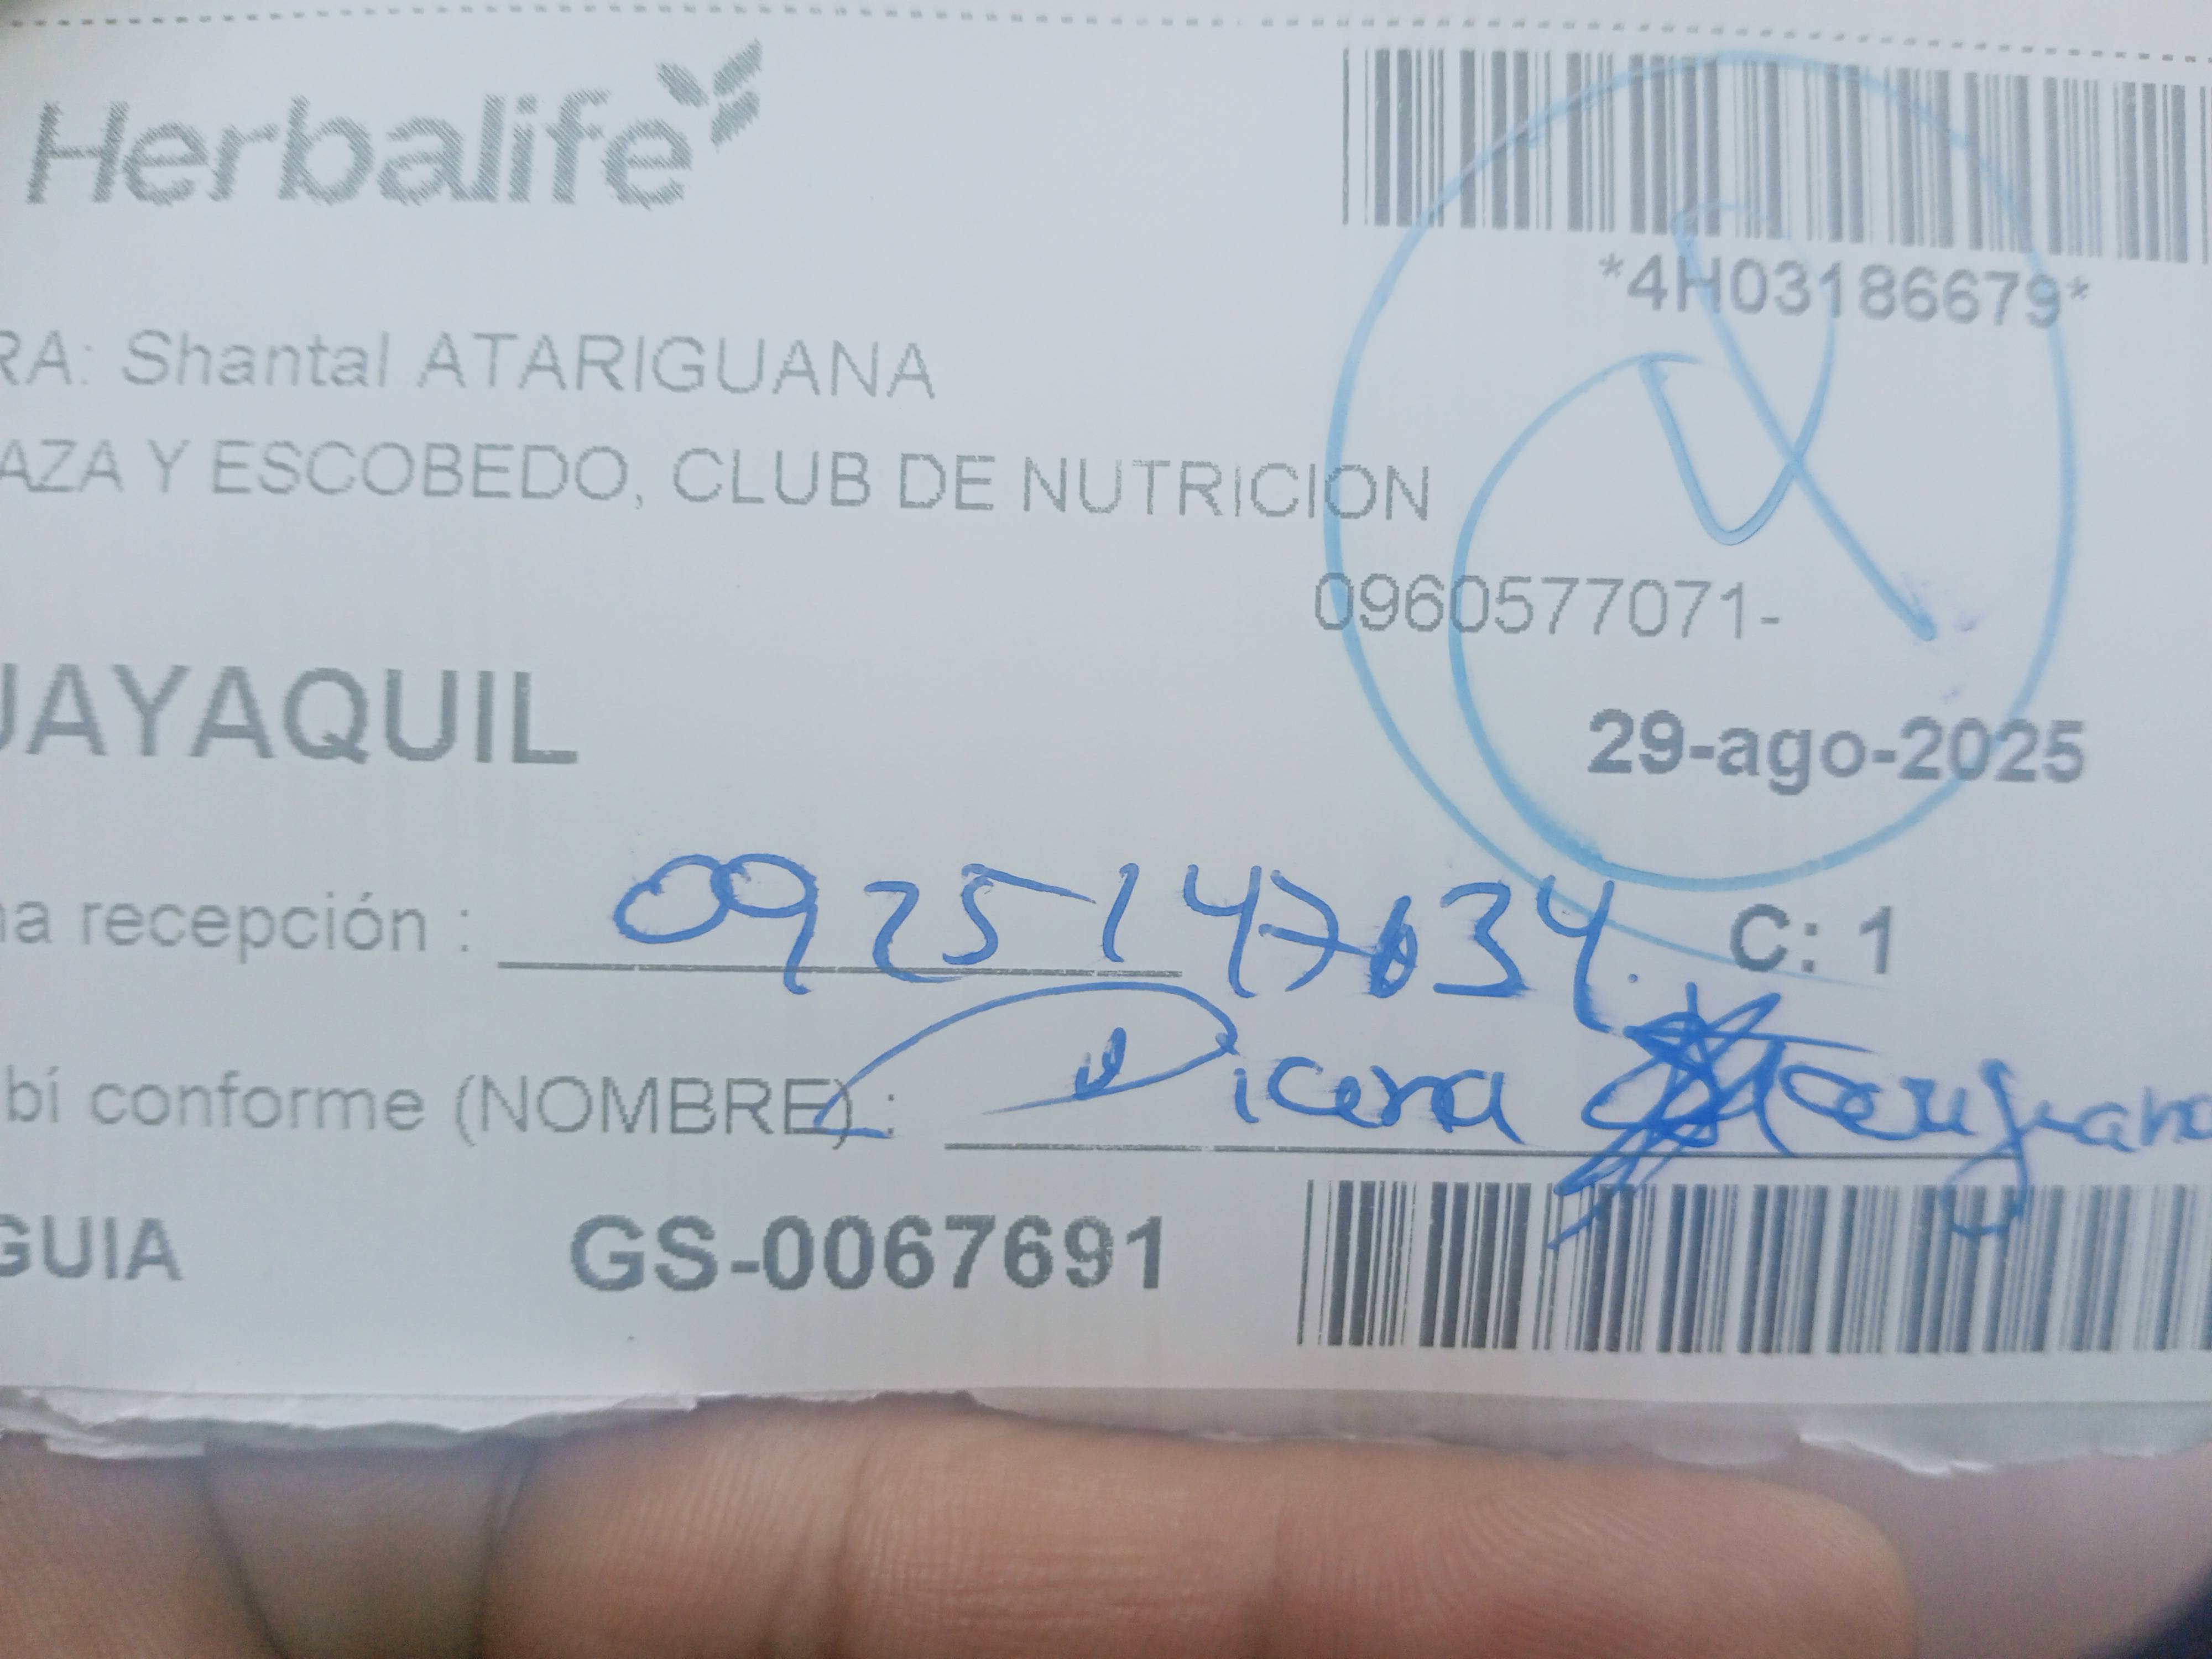 Herbalife
*4H03186679*
RA: Shantal ATARIGUANA
AZA Y ESCOBEDO, CLUB DE NUTRICION
0960577071-
UAYAQUIL
29-ago-2025
na recepción : 0925147034.
C: 1
bí conforme (NOMBRE) :
GUIA GS-0067691